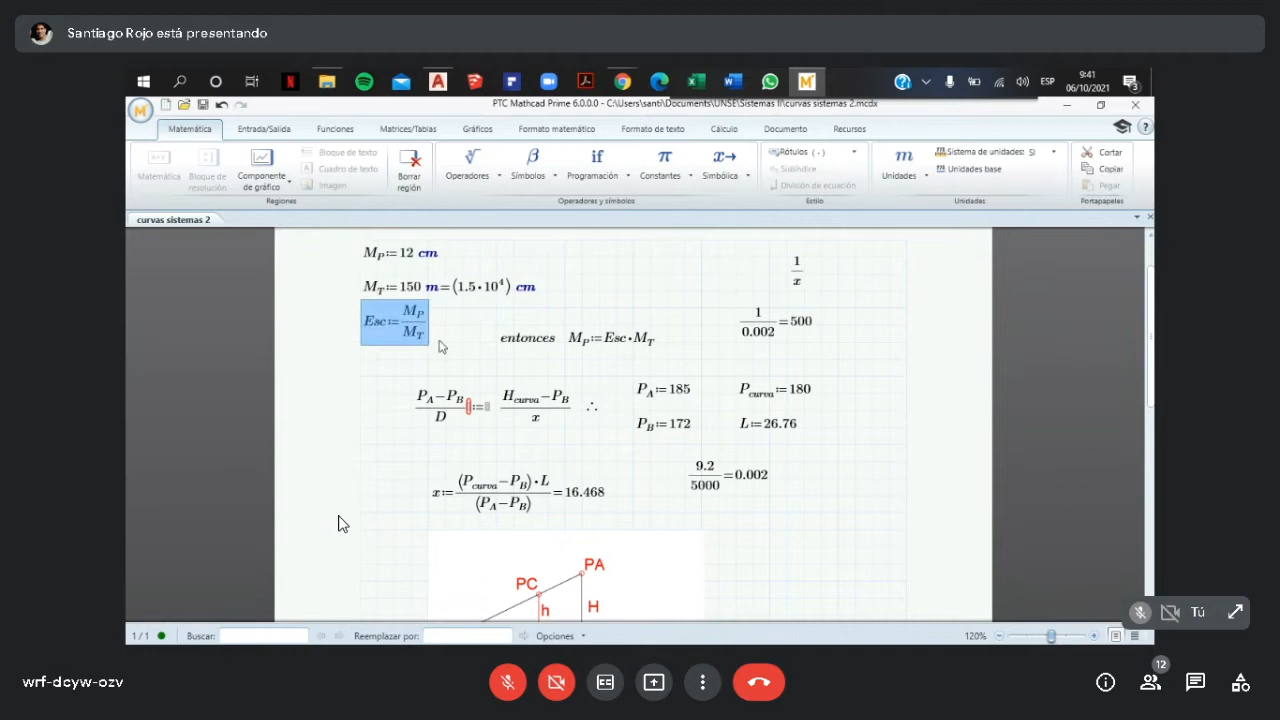 Santiago Rojo está presentando
ESP
9:41
06/10/2021
3
PTC Mathcad Prime 6.0.0.0 - C:\Users\santi\Documents\UNSE\Sistemas II\curvas sistemas 2.mcdx
Matemática Entrada/Salida Funciones Matrices/Tablas Gráficos Formato matemático Formato de texto Cálculo Documento Recursos
Matemática
Bloque de resolución
Componente de gráfico
Bloque de texto
Cuadro de texto
Imagen
Borrar región
Regiones
Operadores
Símbolos
Programación
Constantes
Simbólica
Operadores y símbolos
Rótulos ( - )
Subíndice
División de ecuación
Estilo
Unidades
Sistema de unidades: SI
Unidades base
Unidades
Cortar
Copiar
Pegar
Portapapeles
curvas sistemas 2
M_P := 12 cm
1/x
M_T := 150 m = (1.5•10^4) cm
Esc := M_P/M_T
entonces M_P := Esc•M_T
1/0.002 = 500
(P_A−P_B)/D := (H_curva−P_B)/x ∴
P_A := 185
P_curva := 180
P_B := 172
L := 26.76
x := ((P_curva−P_B)•L)/(P_A−P_B) = 16.468
9.2/5000 = 0.002
PA
PC
h
H
Tú
1 / 1
Buscar:
Reemplazar por:
Opciones
120%
wrf-dcyw-ozv
12